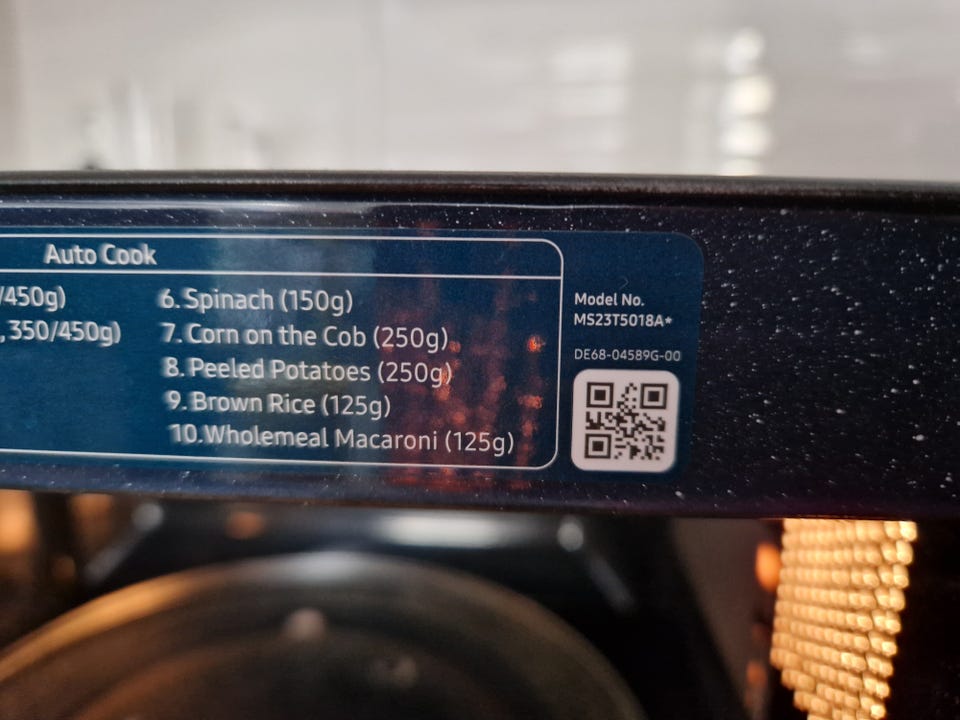 Auto Cook
/450g)
, 350/450g)
6. Spinach (150g)
7. Corn on the Cob (250g)
8. Peeled Potatoes (250g)
9. Brown Rice (125g)
10. Wholemeal Macaroni (125g)
Model No.
MS23T5018A*
DE68-04589G-00